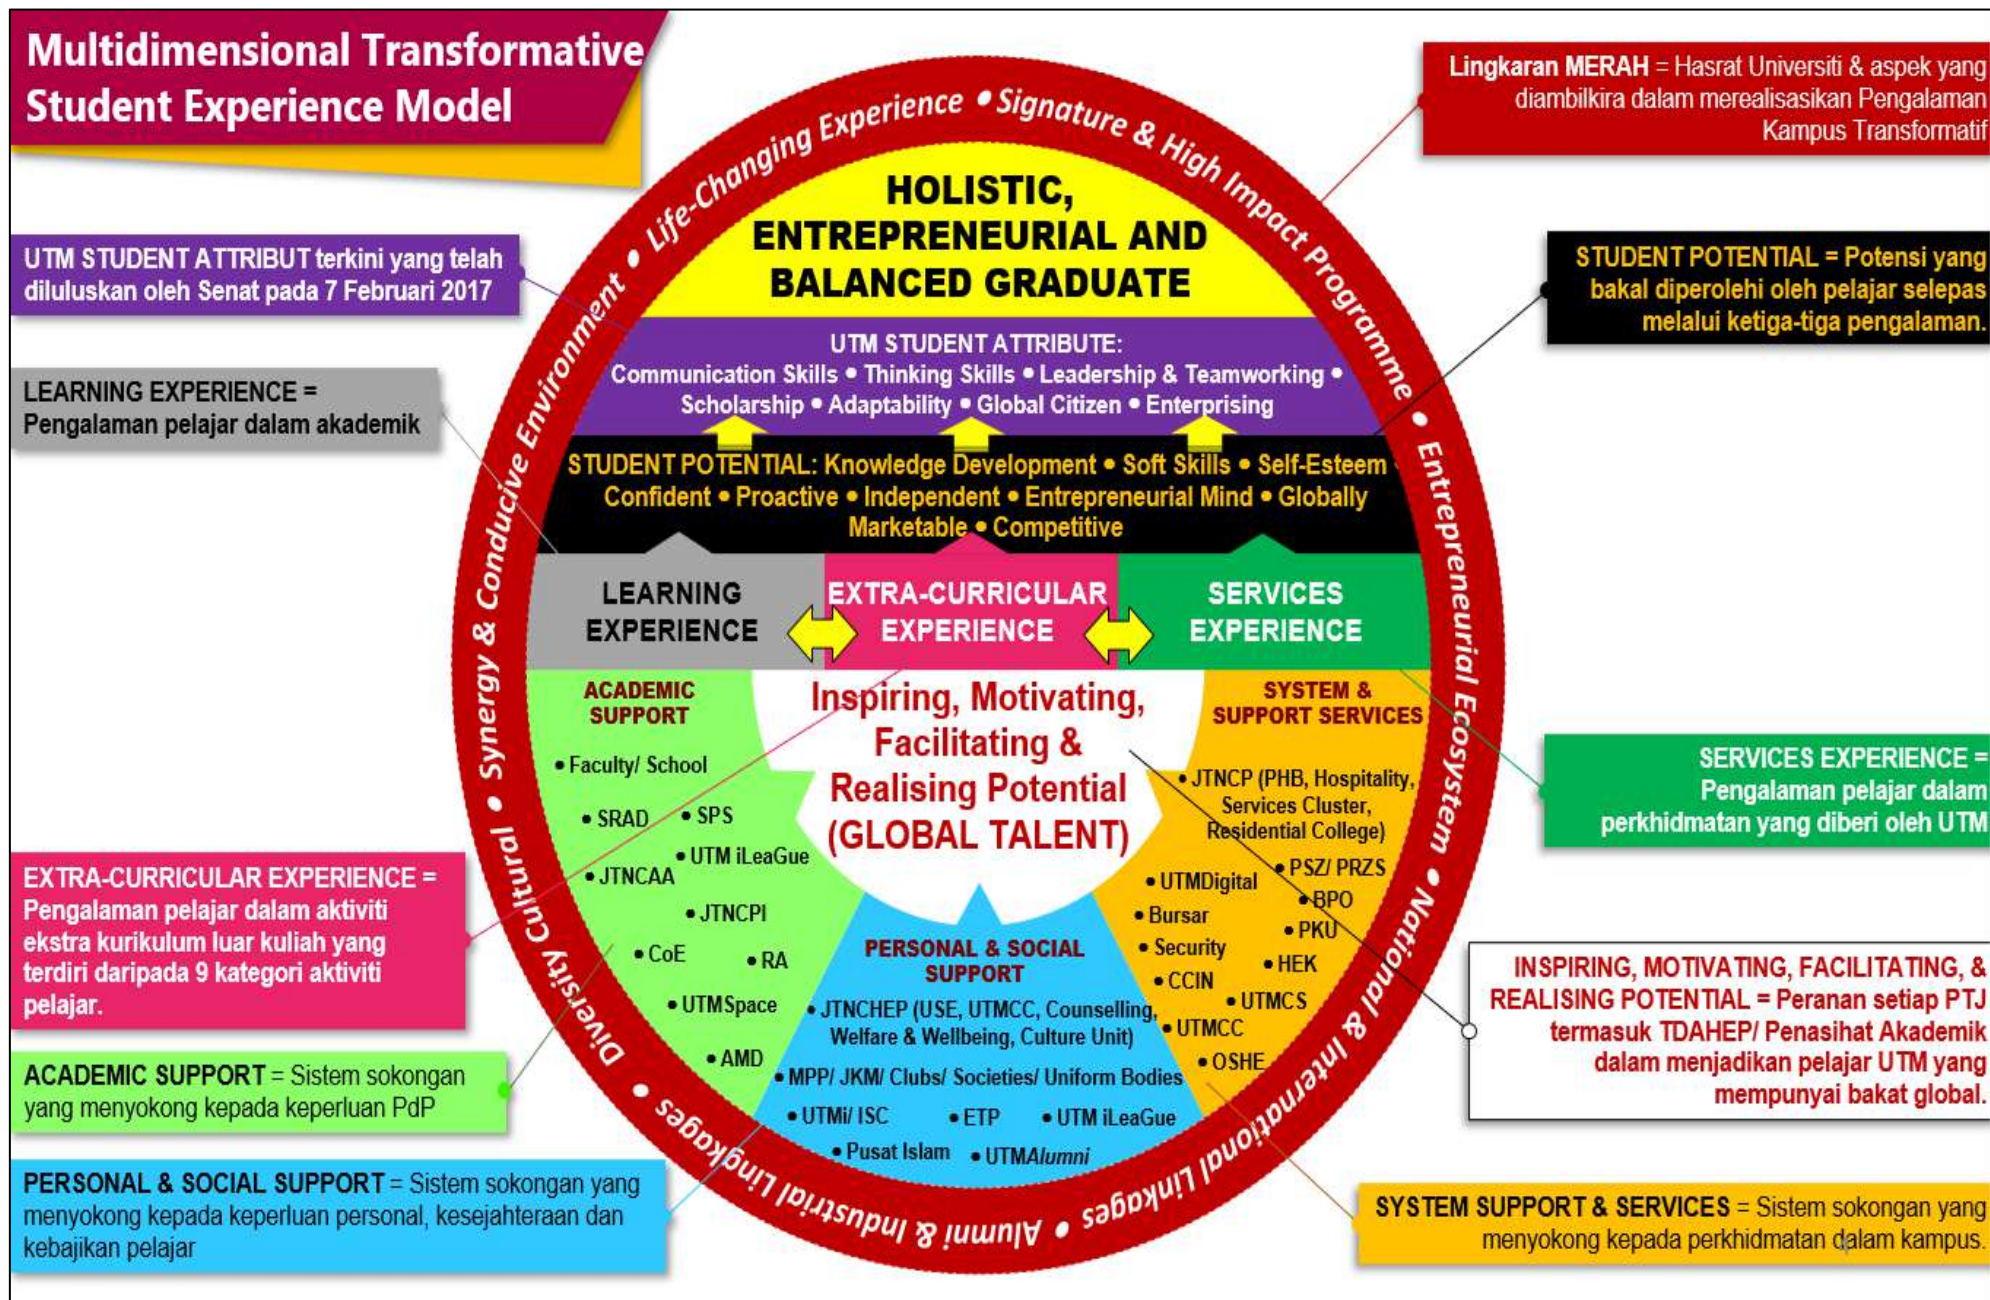 Multidimensional Transformative
Student Experience Model
Lingkaran MERAH = Hasrat Universiti & aspek yang
diambilkira dalam merealisasikan Pengalaman
Kampus Transformatif
UTM STUDENT ATTRIBUT terkini yang telah
diluluskan oleh Senat pada 7 Februari 2017
STUDENT POTENTIAL = Potensi yang
bakal diperolehi oleh pelajar selepas
melalui ketiga-tiga pengalaman.
LEARNING EXPERIENCE =
Pengalaman pelajar dalam akademik
Diversity Cultural • Synergy & Conducive Environment • Life-Changing Experience • Signature & High Impact Programme • Entrepreneurial Ecosystem • National & International Linkages • Alumni & Industrial Lingkages •
HOLISTIC,
ENTREPRENEURIAL AND
BALANCED GRADUATE
UTM STUDENT ATTRIBUTE:
Communication Skills • Thinking Skills • Leadership & Teamworking •
Scholarship • Adaptability • Global Citizen • Enterprising
STUDENT POTENTIAL: Knowledge Development • Soft Skills • Self-Esteem •
Confident • Proactive • Independent • Entrepreneurial Mind • Globally
Marketable • Competitive
LEARNING
EXPERIENCE
EXTRA-CURRICULAR
EXPERIENCE
SERVICES
EXPERIENCE
ACADEMIC
SUPPORT
• Faculty/ School
• SRAD
• SPS
• UTM iLeaGue
• JTNCAA
• JTNCPI
• CoE
• RA
• UTMSpace
• AMD
Inspiring, Motivating,
Facilitating &
Realising Potential
(GLOBAL TALENT)
SYSTEM &
SUPPORT SERVICES
• JTNCP (PHB, Hospitality,
Services Cluster,
Residential College)
• PSZ/ PRZS
• UTMDigital
• BPO
• Bursar
• PKU
• Security
• HEK
• CCIN
• UTMCS
• UTMCC
• OSHE
PERSONAL & SOCIAL
SUPPORT
• JTNCHEP (USE, UTMCC, Counselling,
Welfare & Wellbeing, Culture Unit)
• MPP/ JKM/ Clubs/ Societies/ Uniform Bodies
• UTMi/ ISC
• ETP
• UTM iLeaGue
• Pusat Islam
• UTMAlumni
SERVICES EXPERIENCE =
Pengalaman pelajar dalam
perkhidmatan yang diberi oleh UTM
EXTRA-CURRICULAR EXPERIENCE =
Pengalaman pelajar dalam aktiviti
ekstra kurikulum luar kuliah yang
terdiri daripada 9 kategori aktiviti
pelajar.
INSPIRING, MOTIVATING, FACILITATING, &
REALISING POTENTIAL = Peranan setiap PTJ
termasuk TDAHEP/ Penasihat Akademik
dalam menjadikan pelajar UTM yang
mempunyai bakat global.
ACADEMIC SUPPORT = Sistem sokongan
yang menyokong kepada keperluan PdP
PERSONAL & SOCIAL SUPPORT = Sistem sokongan yang
menyokong kepada keperluan personal, kesejahteraan dan
kebajikan pelajar
SYSTEM SUPPORT & SERVICES = Sistem sokongan yang
menyokong kepada perkhidmatan dalam kampus.